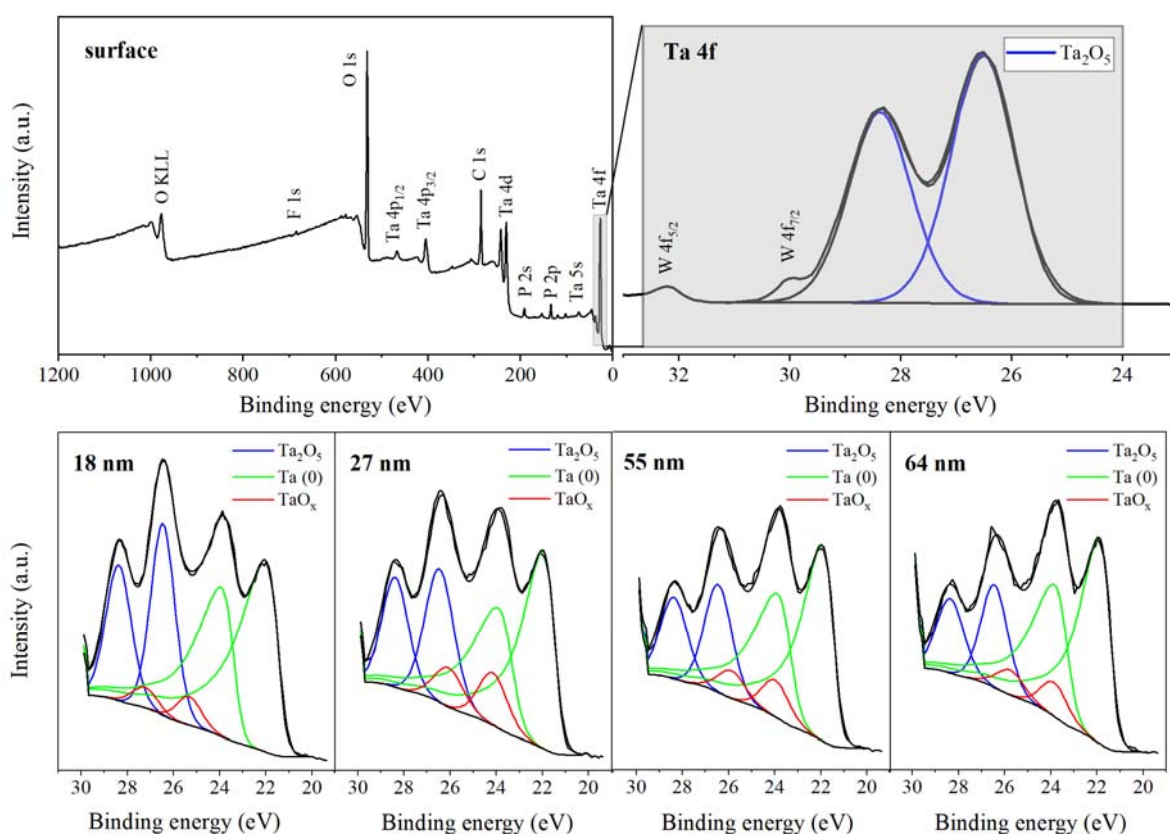 surface
Intensity (a.u.)
O KLL
F 1s
O 1s
Ta 4p1/2
Ta 4p3/2
C 1s
Ta 4d
P 2s
P 2p
Ta 5s
Ta 4f
1200 1000 800 600 400 200 0
Binding energy (eV)
Ta 4f
Ta2O5
W 4f5/2
W 4f7/2
32 30 28 26 24
Binding energy (eV)
Intensity (a.u.)
18 nm
Ta2O5
Ta (0)
TaOx
30 28 26 24 22 20
Binding energy (eV)
27 nm
Ta2O5
Ta (0)
TaOx
30 28 26 24 22 20
Binding energy (eV)
55 nm
Ta2O5
Ta (0)
TaOx
30 28 26 24 22 20
Binding energy (eV)
64 nm
Ta2O5
Ta (0)
TaOx
30 28 26 24 22 20
Binding energy (eV)